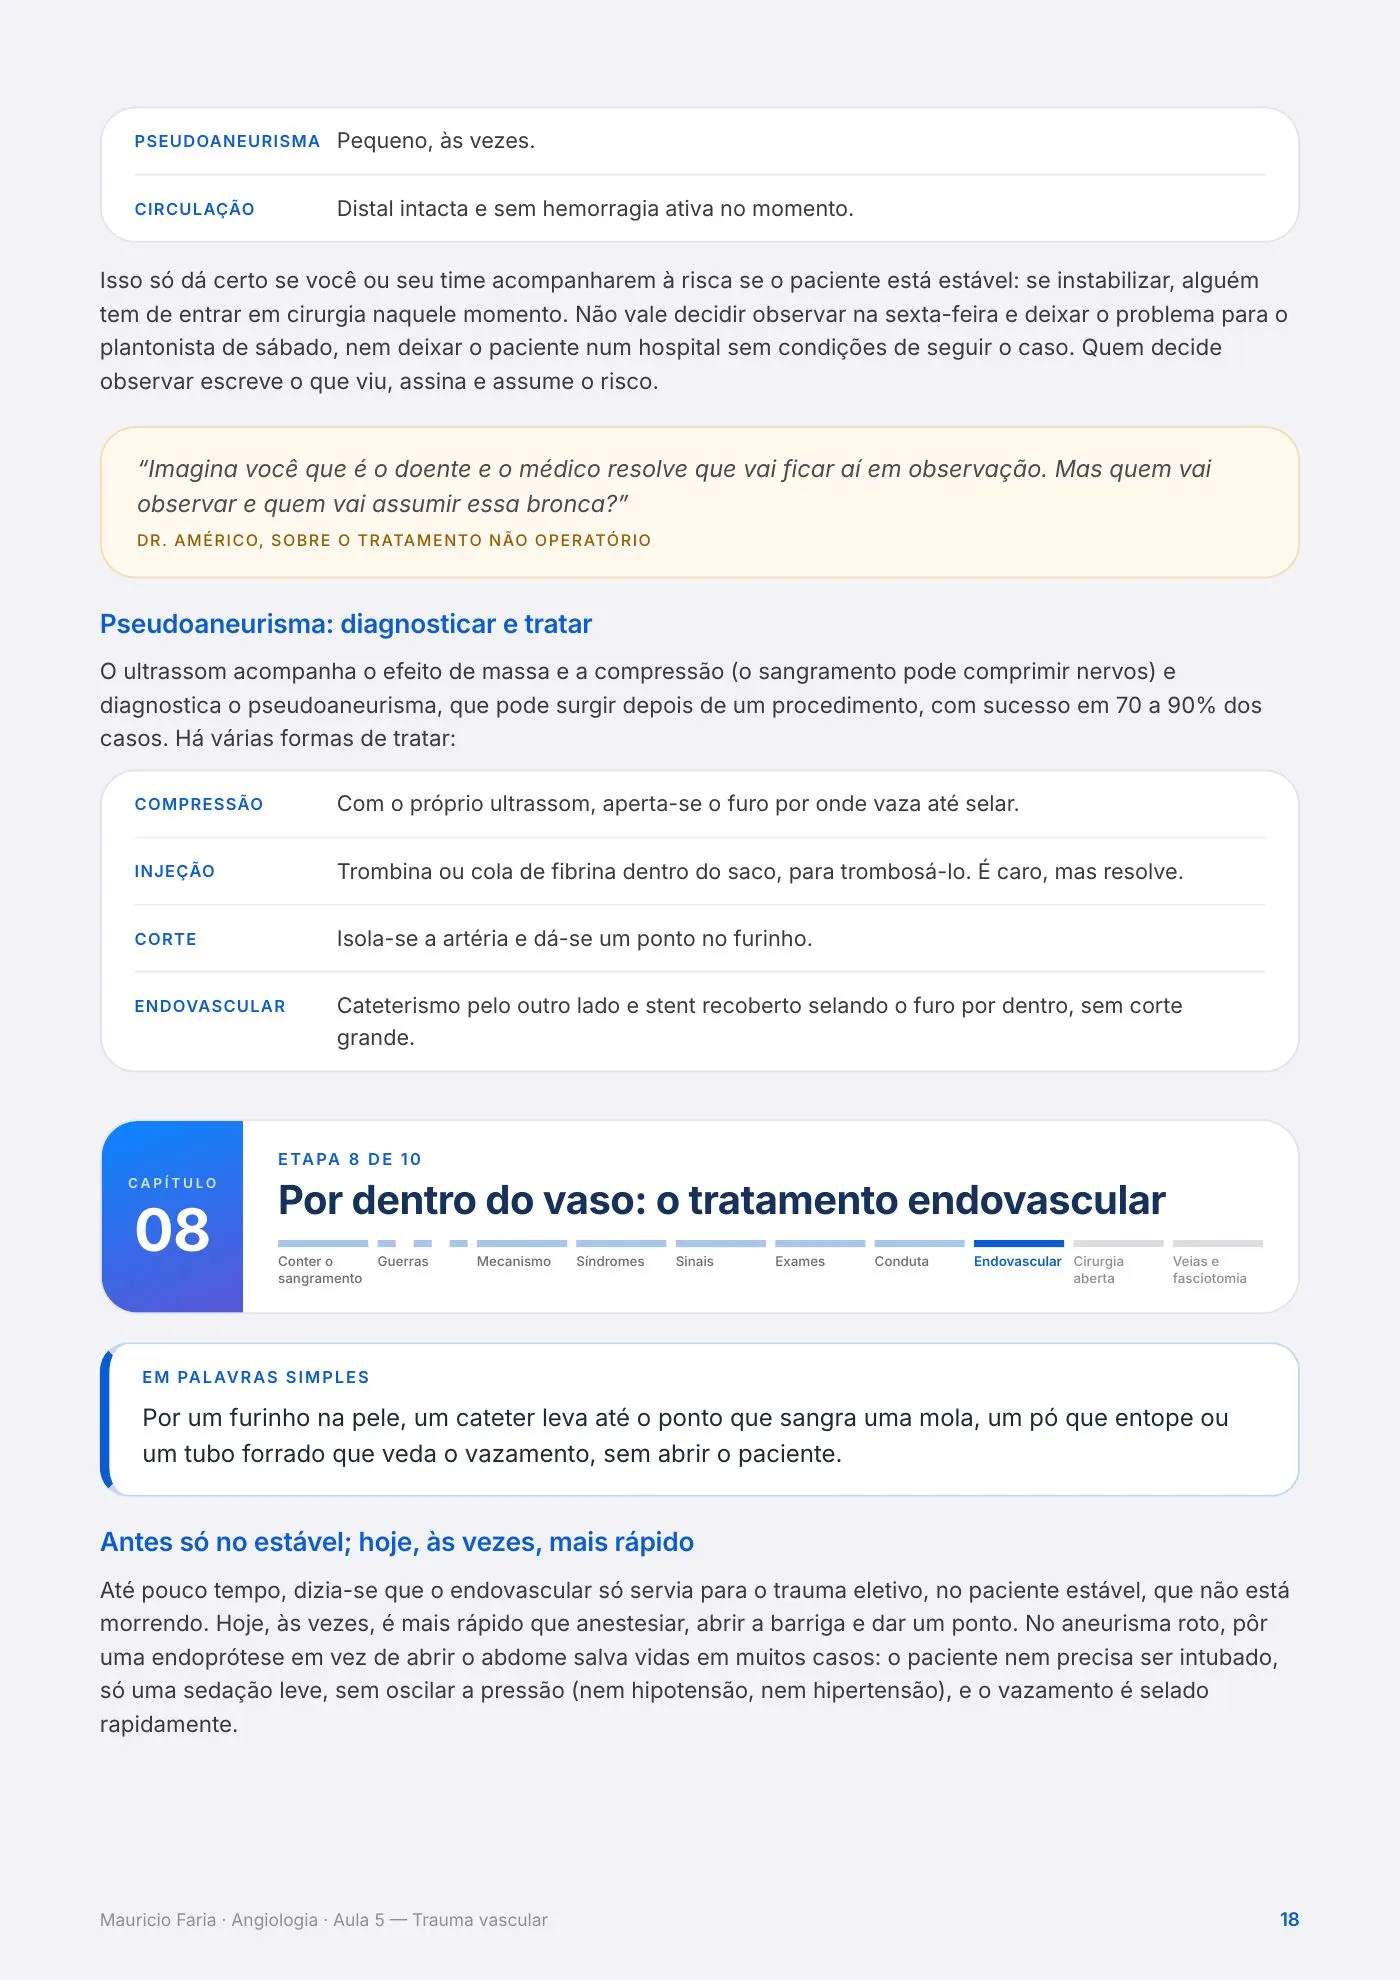 PSEUDOANEURISMA Pequeno, às vezes.
CIRCULAÇÃO Distal intacta e sem hemorragia ativa no momento.
Isso só dá certo se você ou seu time acompanharem à risca se o paciente está estável: se instabilizar, alguém
tem de entrar em cirurgia naquele momento. Não vale decidir observar na sexta-feira e deixar o problema para o
plantonista de sábado, nem deixar o paciente num hospital sem condições de seguir o caso. Quem decide
observar escreve o que viu, assina e assume o risco.
“Imagina você que é o doente e o médico resolve que vai ficar aí em observação. Mas quem vai
observar e quem vai assumir essa bronca?”
DR. AMÉRICO, SOBRE O TRATAMENTO NÃO OPERATÓRIO
Pseudoaneurisma: diagnosticar e tratar
O ultrassom acompanha o efeito de massa e a compressão (o sangramento pode comprimir nervos) e
diagnostica o pseudoaneurisma, que pode surgir depois de um procedimento, com sucesso em 70 a 90% dos
casos. Há várias formas de tratar:
COMPRESSÃO Com o próprio ultrassom, aperta-se o furo por onde vaza até selar.
INJEÇÃO Trombina ou cola de fibrina dentro do saco, para trombosá-lo. É caro, mas resolve.
CORTE Isola-se a artéria e dá-se um ponto no furinho.
ENDOVASCULAR Cateterismo pelo outro lado e stent recoberto selando o furo por dentro, sem corte
grande.
CAPÍTULO
08
ETAPA 8 DE 10
Por dentro do vaso: o tratamento endovascular
Conter o sangramento
Guerras
Mecanismo
Síndromes
Sinais
Exames
Conduta
Endovascular
Cirurgia aberta
Veias e fasciotomia
EM PALAVRAS SIMPLES
Por um furinho na pele, um cateter leva até o ponto que sangra uma mola, um pó que entope ou
um tubo forrado que veda o vazamento, sem abrir o paciente.
Antes só no estável; hoje, às vezes, mais rápido
Até pouco tempo, dizia-se que o endovascular só servia para o trauma eletivo, no paciente estável, que não está
morrendo. Hoje, às vezes, é mais rápido que anestesiar, abrir a barriga e dar um ponto. No aneurisma roto, pôr
uma endoprótese em vez de abrir o abdome salva vidas em muitos casos: o paciente nem precisa ser intubado,
só uma sedação leve, sem oscilar a pressão (nem hipotensão, nem hipertensão), e o vazamento é selado
rapidamente.
Mauricio Faria · Angiologia · Aula 5 — Trauma vascular
18